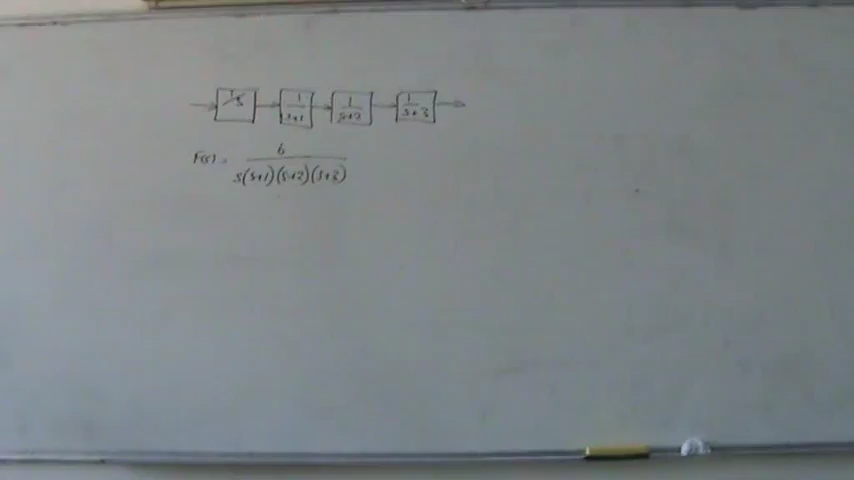 1/s 1/s+1 1/s+2 1/s+3
F(s) = 6 / s(s+1)(s+2)(s+3)